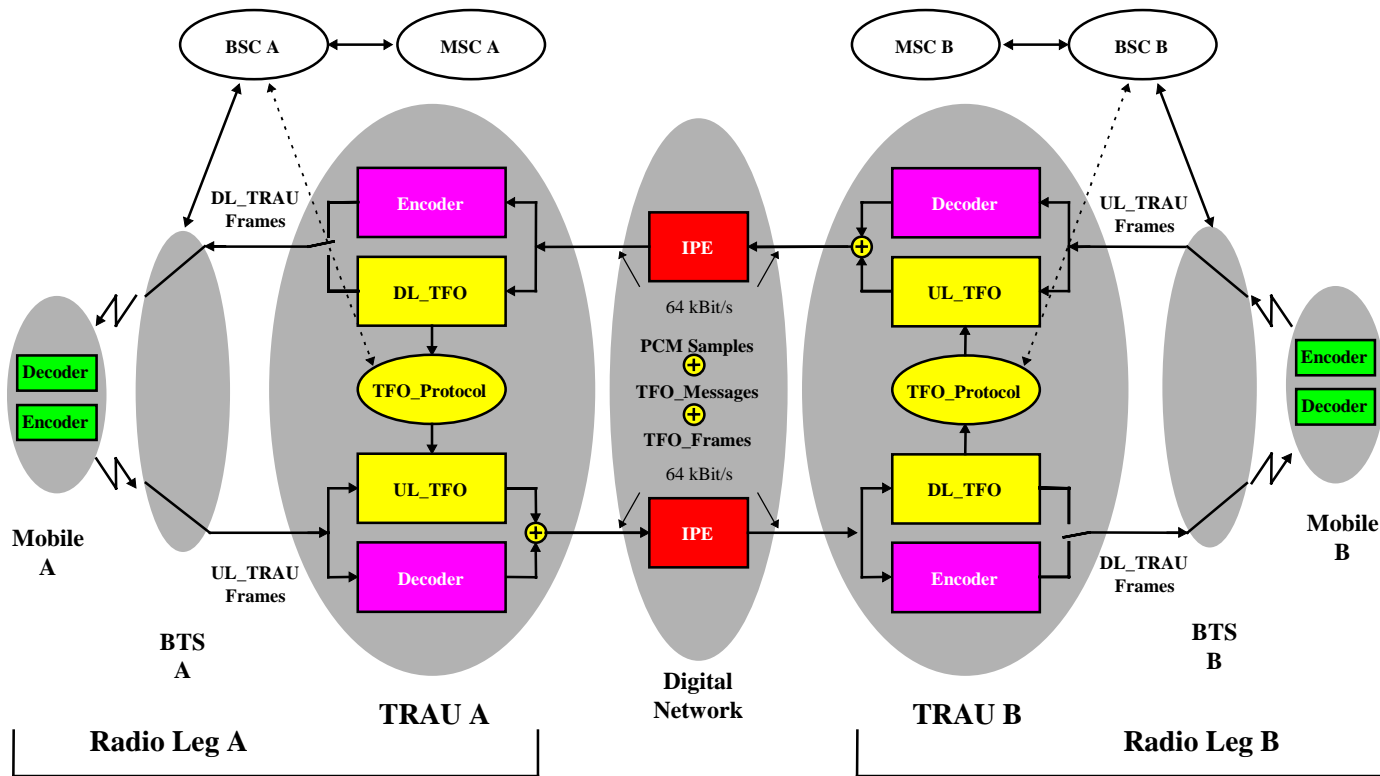 BSC A
MSC A
MSC B
BSC B
DL_TRAU
Frames
Encoder
DL_TFO
TFO_Protocol
UL_TFO
Decoder
UL_TRAU
Frames
Decoder
Encoder
Mobile
A
BTS
A
TRAU A
Radio Leg A
IPE
64 kBit/s
PCM Samples
TFO_Messages
TFO_Frames
64 kBit/s
IPE
Digital
Network
Decoder
UL_TFO
TFO_Protocol
DL_TFO
Encoder
UL_TRAU
Frames
DL_TRAU
Frames
Encoder
Decoder
Mobile
B
BTS
B
TRAU B
Radio Leg B